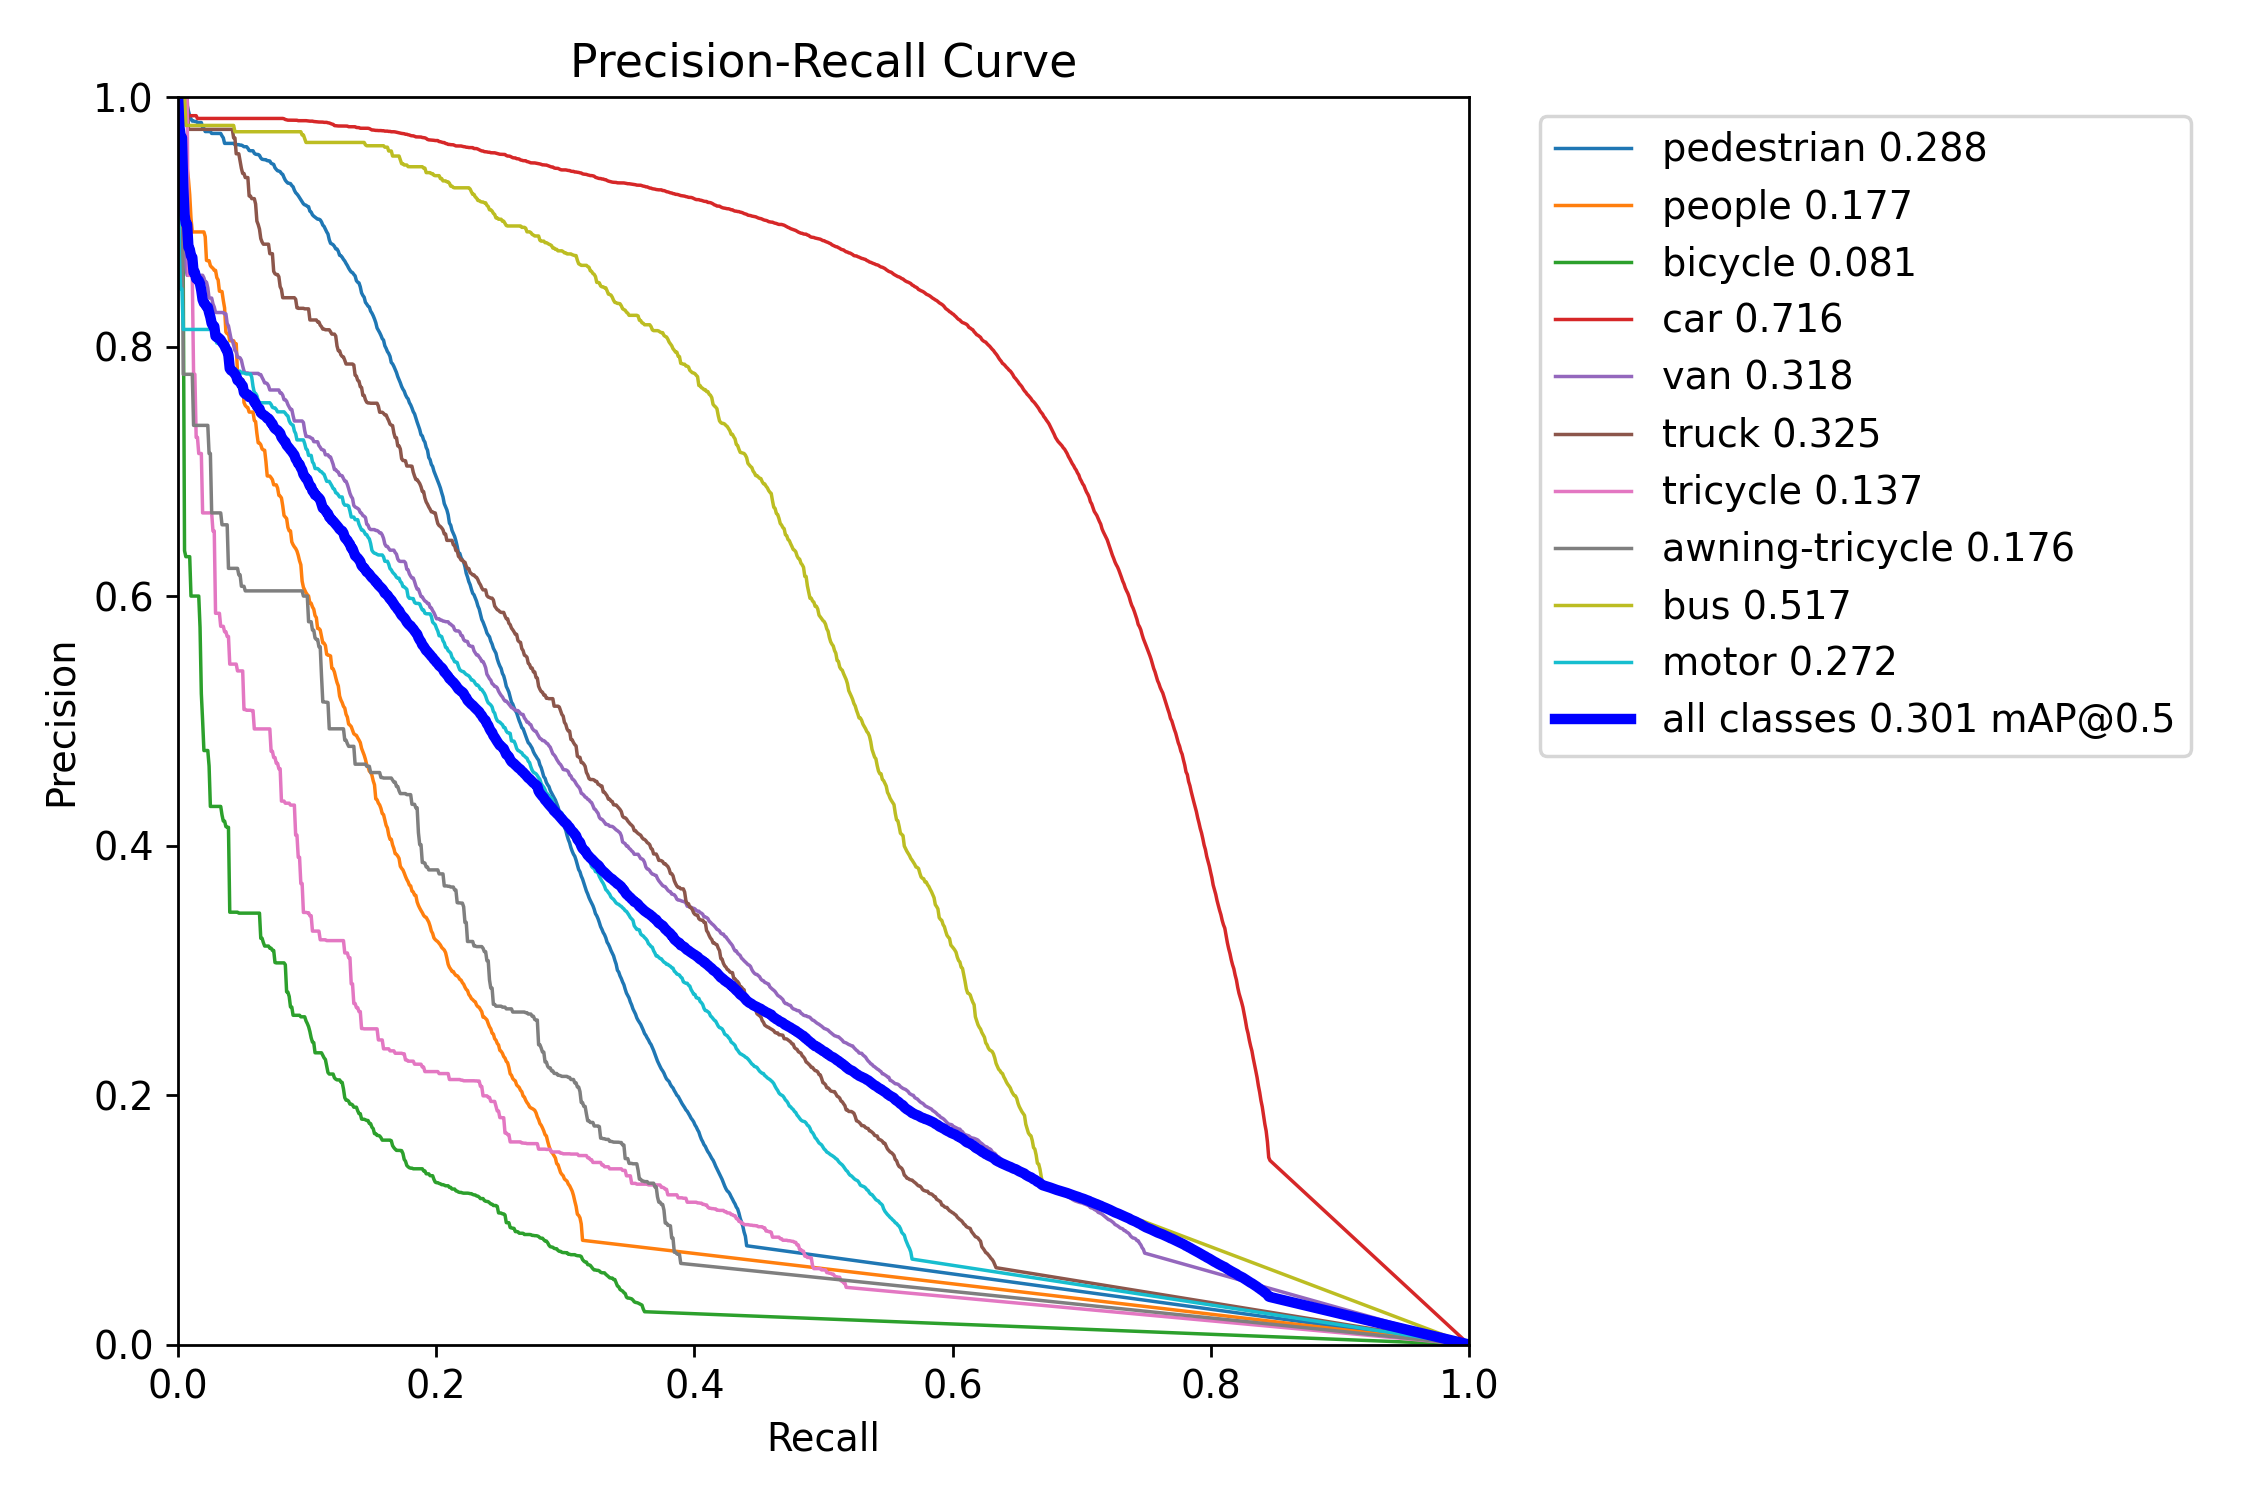 Precision-Recall Curve
1.0
0.8
0.6
0.4
0.2
0.0
Precision
0.0 0.2 0.4 0.6 0.8 1.0
Recall
pedestrian 0.288
people 0.177
bicycle 0.081
car 0.716
van 0.318
truck 0.325
tricycle 0.137
awning-tricycle 0.176
bus 0.517
motor 0.272
all classes 0.301 mAP@0.5